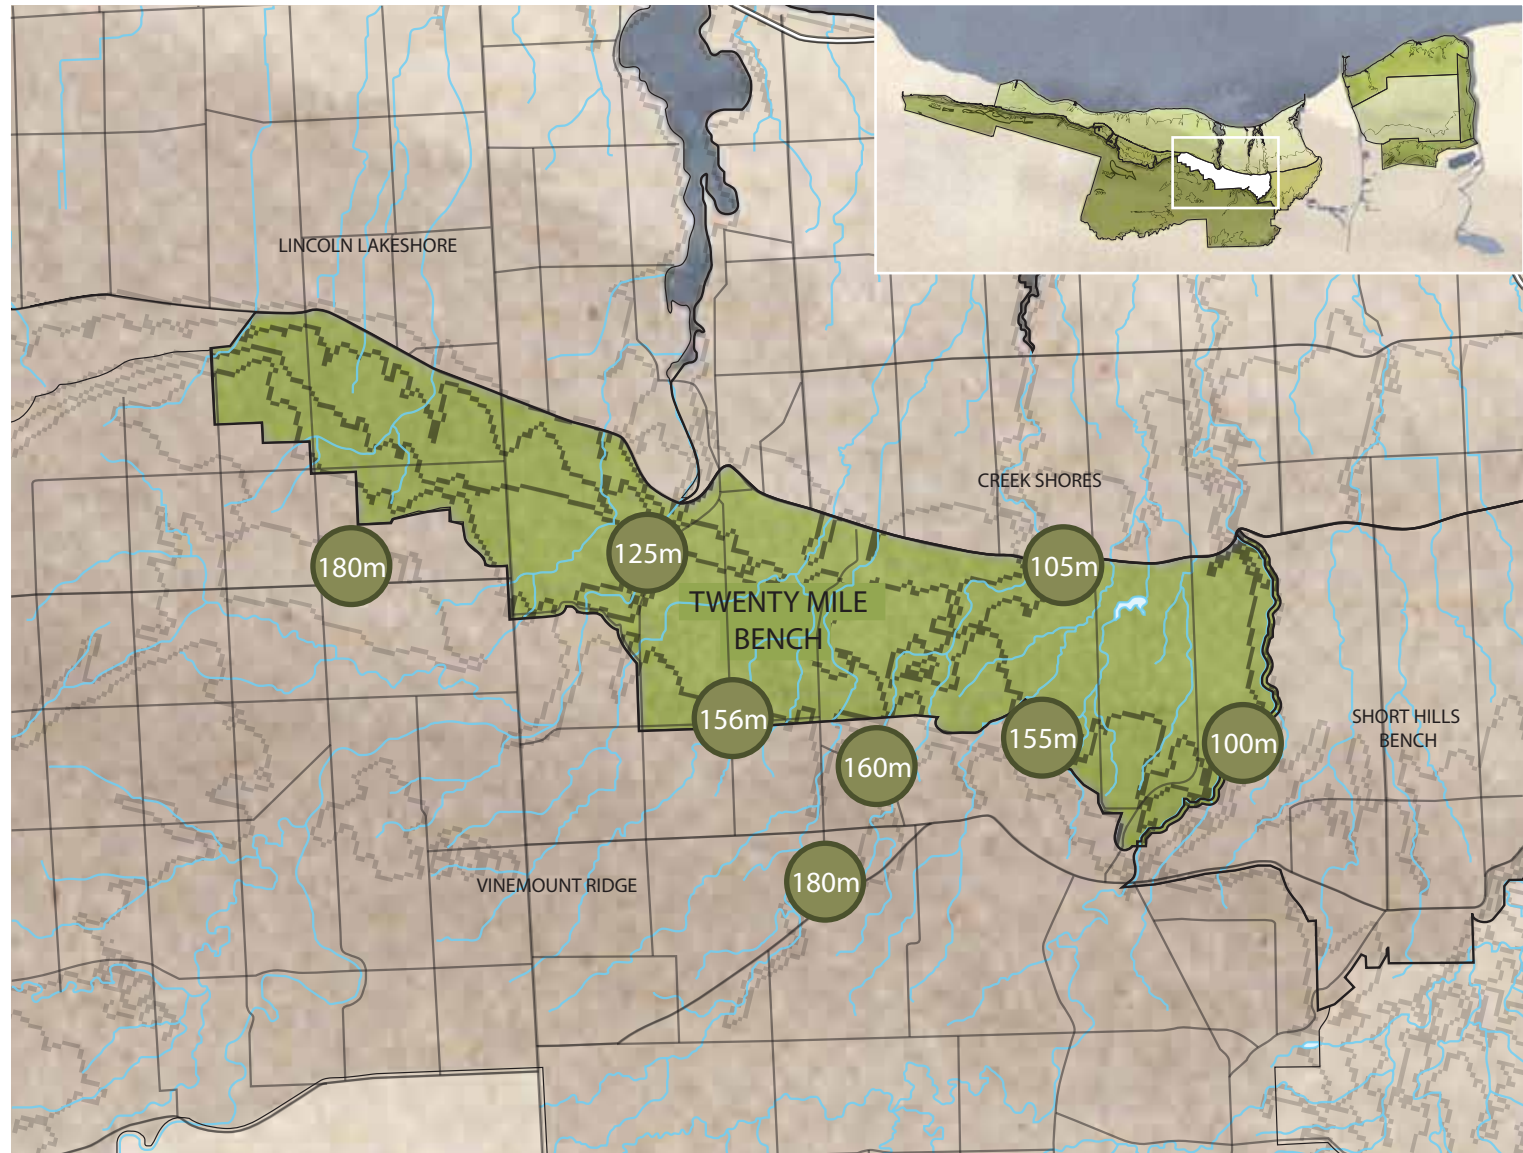 LINCOLN LAKESHORE
CREEK SHORES
180m
125m
105m
TWENTY MILE
BENCH
156m
155m
100m
SHORT HILLS
BENCH
160m
VINEMOUNT RIDGE
180m